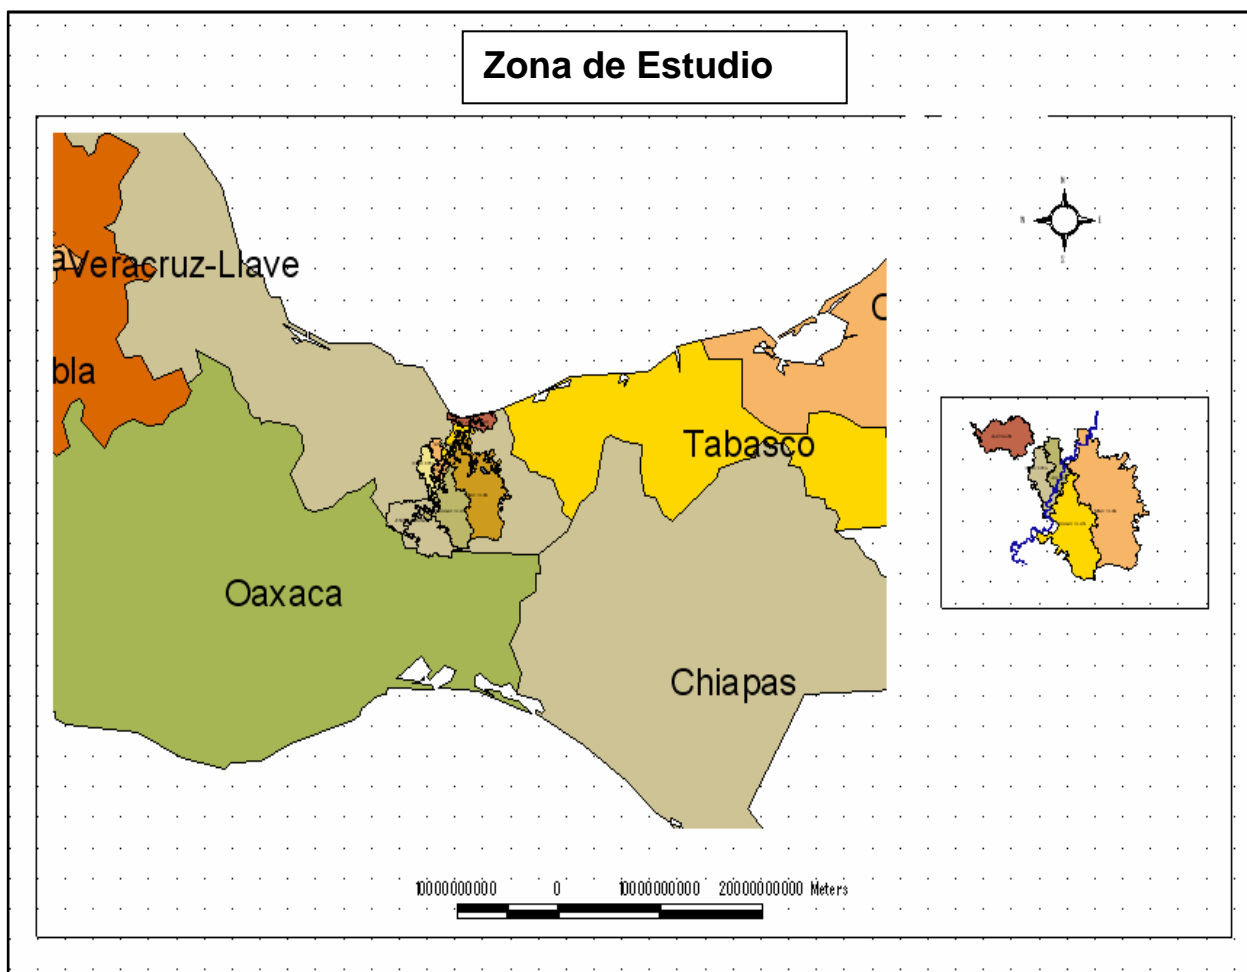 Zona de Estudio
a
Veracruz-Llave
C
bla
Tabasco
Oaxaca
Chiapas
10000000000 0 10000000000 20000000000 Meters